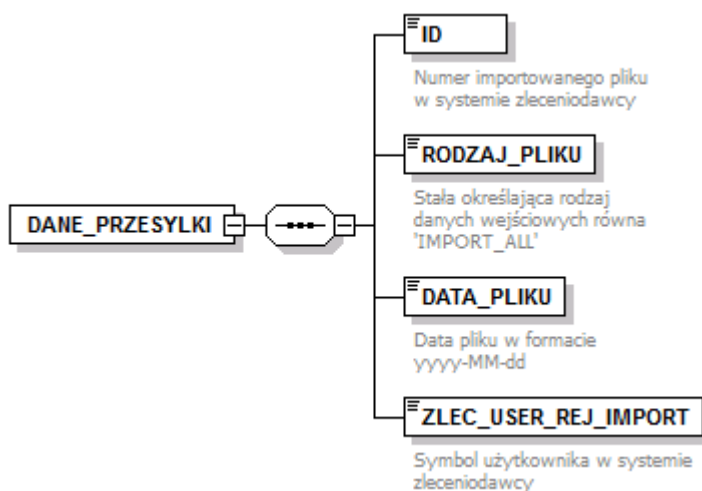 ID
Numer importowanego pliku
w systemie zleceniodawcy
RODZAJ_PLIKU
Stała określająca rodzaj
danych wejściowych równa
'IMPORT_ALL'
DANE_PRZESYLKI
DATA_PLIKU
Data pliku w formacie
yyyy-MM-dd
ZLEC_USER_REJ_IMPORT
Symbol użytkownika w systemie
zleceniodawcy